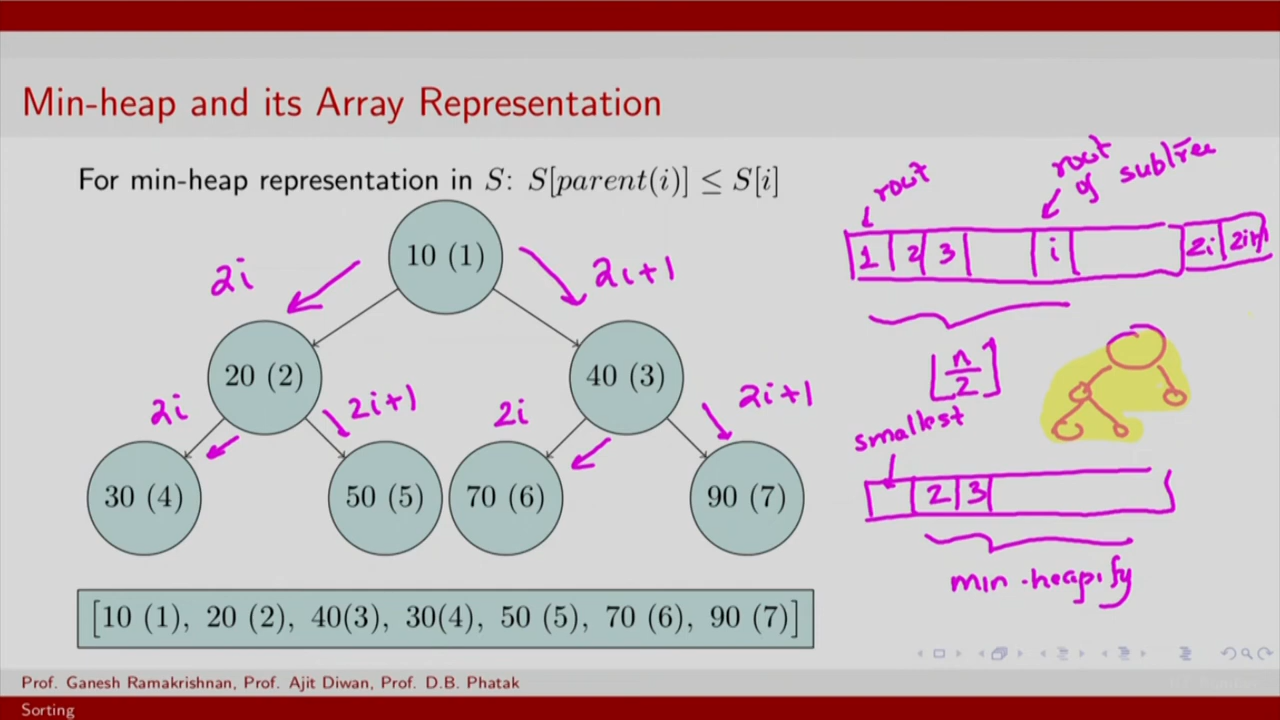 Min-heap and its Array Representation
For min-heap representation in S: S[parent(i)] ≤ S[i]
10 (1)
2i
2i+1
20 (2)
40 (3)
2i
2i+1
2i
2i+1
30 (4)
50 (5)
70 (6)
90 (7)
[10 (1), 20 (2), 40(3), 30(4), 50 (5), 70 (6), 90 (7)]
root
root
of subtree
1 2 3 i 2i 2i+1
⌊n/2⌋
smallest
2 3
min-heapify
Prof. Ganesh Ramakrishnan, Prof. Ajit Diwan, Prof. D.B. Phatak
Sorting